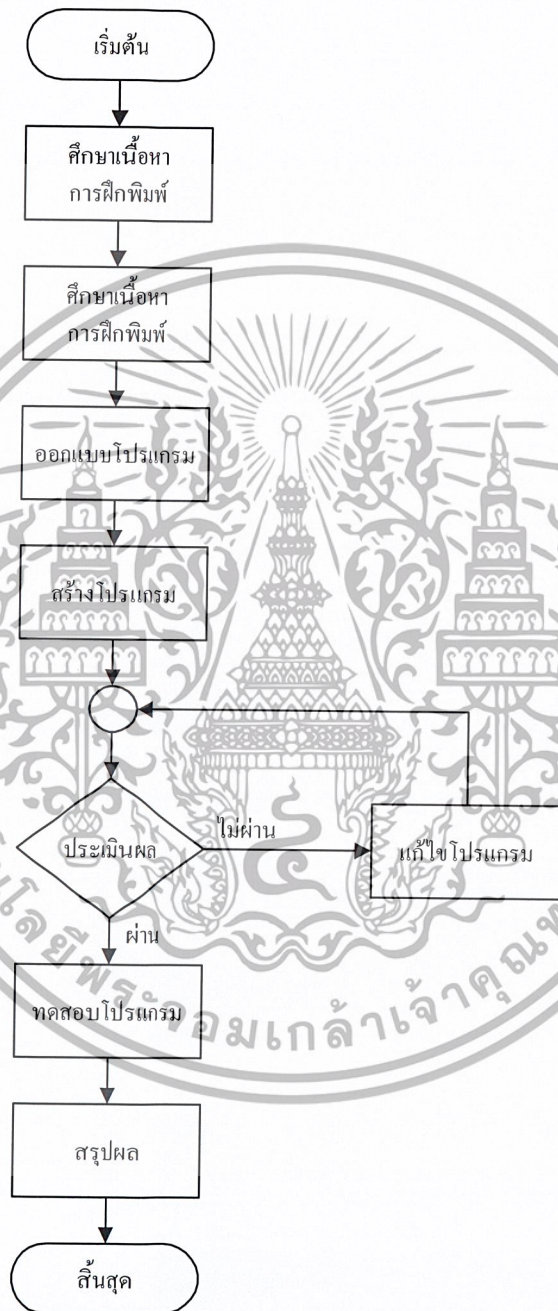 เริ่มต้น
ศึกษาเนื้อหา
การฝึกพิมพ์
ศึกษาเนื้อหา
การฝึกพิมพ์
ออกแบบโปรแกรม
สร้างโปรแกรม
ประเมินผล
ไม่ผ่าน
แก้ไขโปรแกรม
ผ่าน
ทดสอบโปรแกรม
สรุปผล
สิ้นสุด